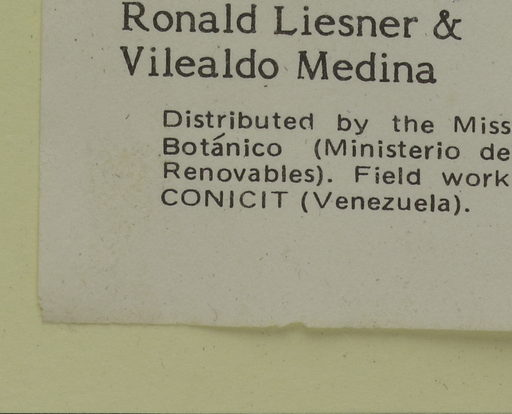 Ronald Liesner &
Vilealdo Medina
Distributed by the Miss
Botánico (Ministerio de
Renovables). Field work
CONICIT (Venezuela).